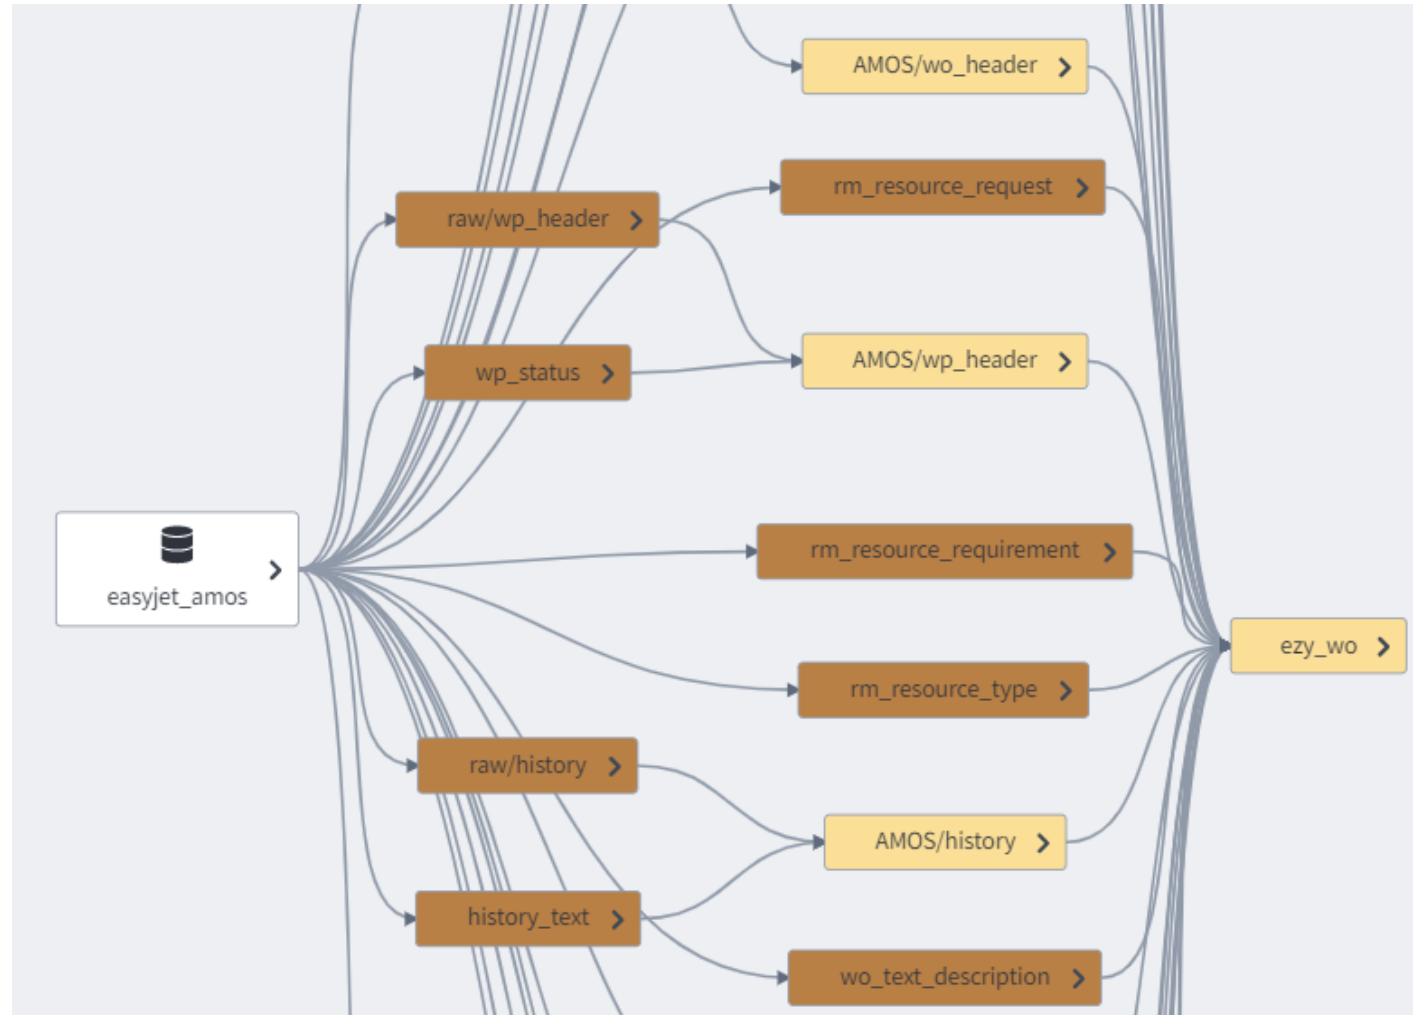 AMOS/wo_header
rm_resource_request
raw/wp_header
AMOS/wp_header
wp_status
easyjet_amos
rm_resource_requirement
ezy_wo
rm_resource_type
raw/history
AMOS/history
history_text
wo_text_description